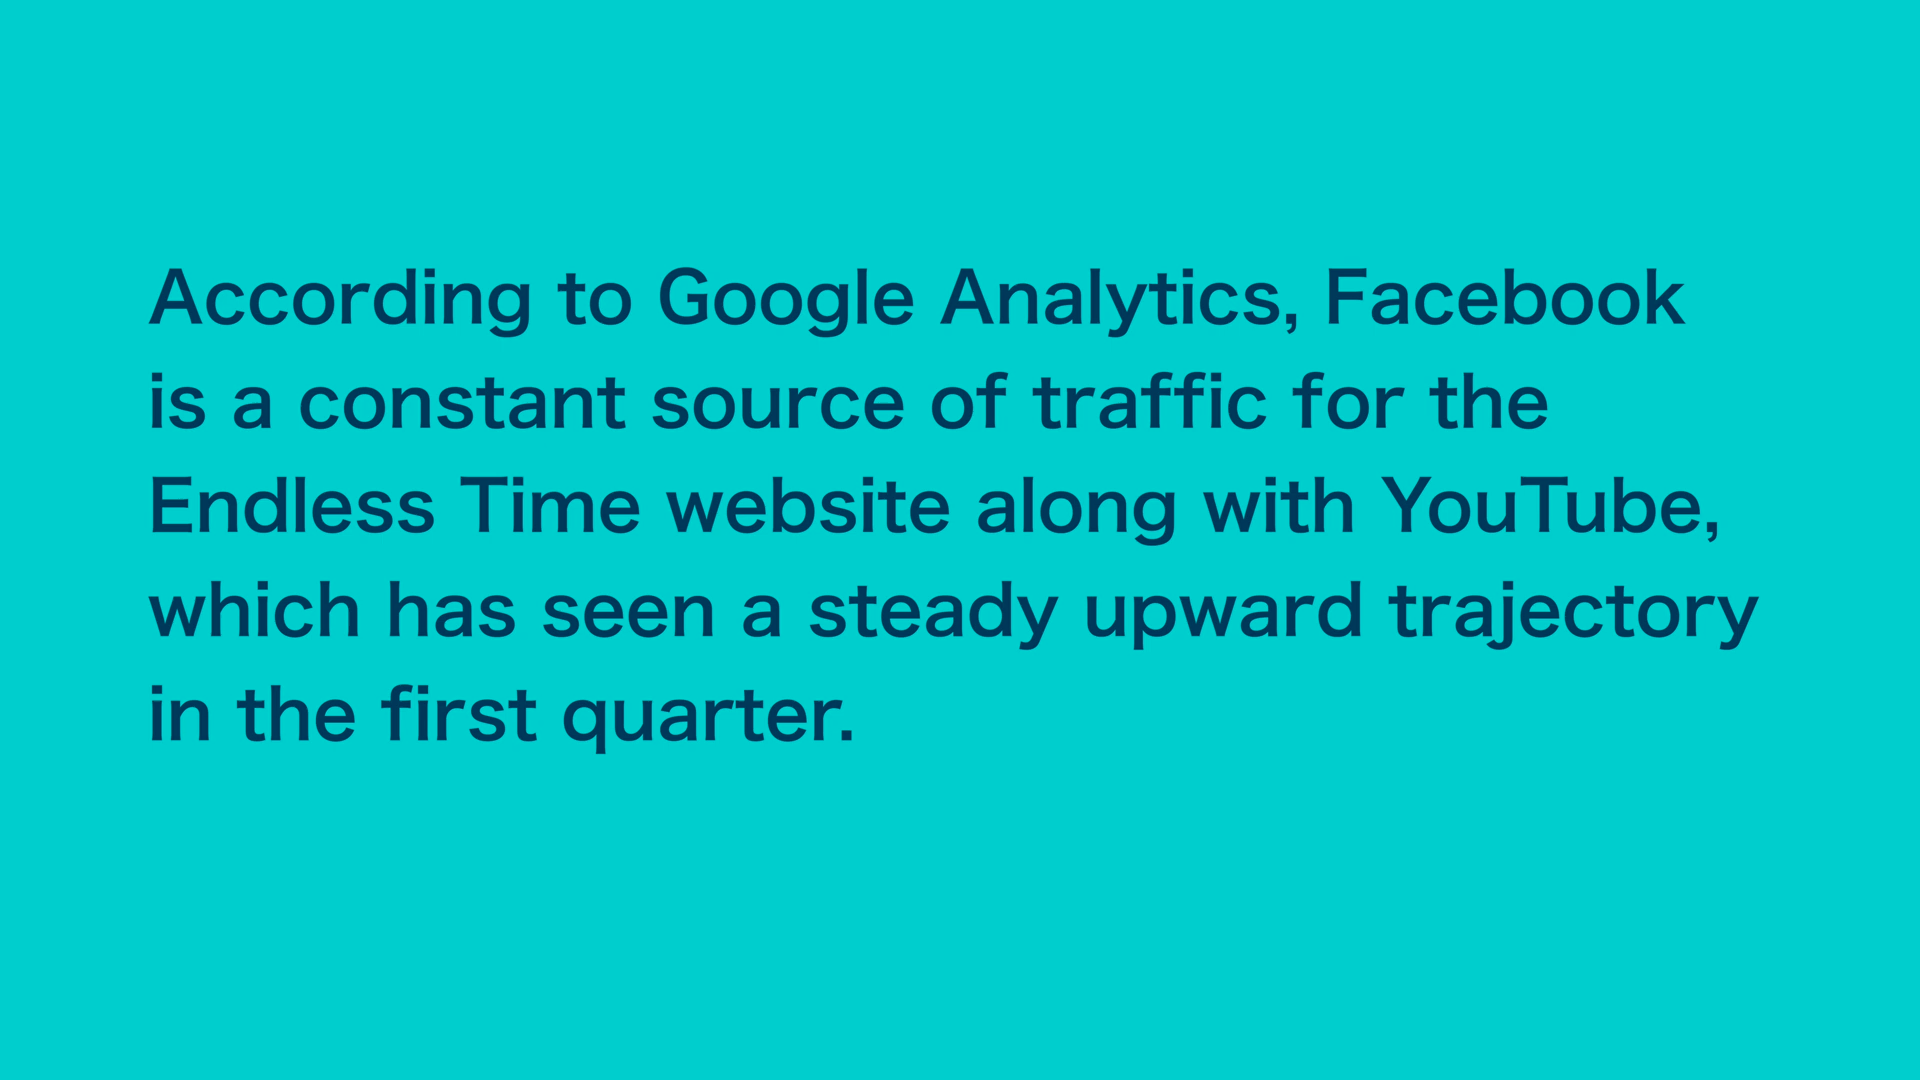 According to Google Analytics, Facebook
is a constant source of traffic for the
Endless Time website along with YouTube,
which has seen a steady upward trajectory
in the first quarter.